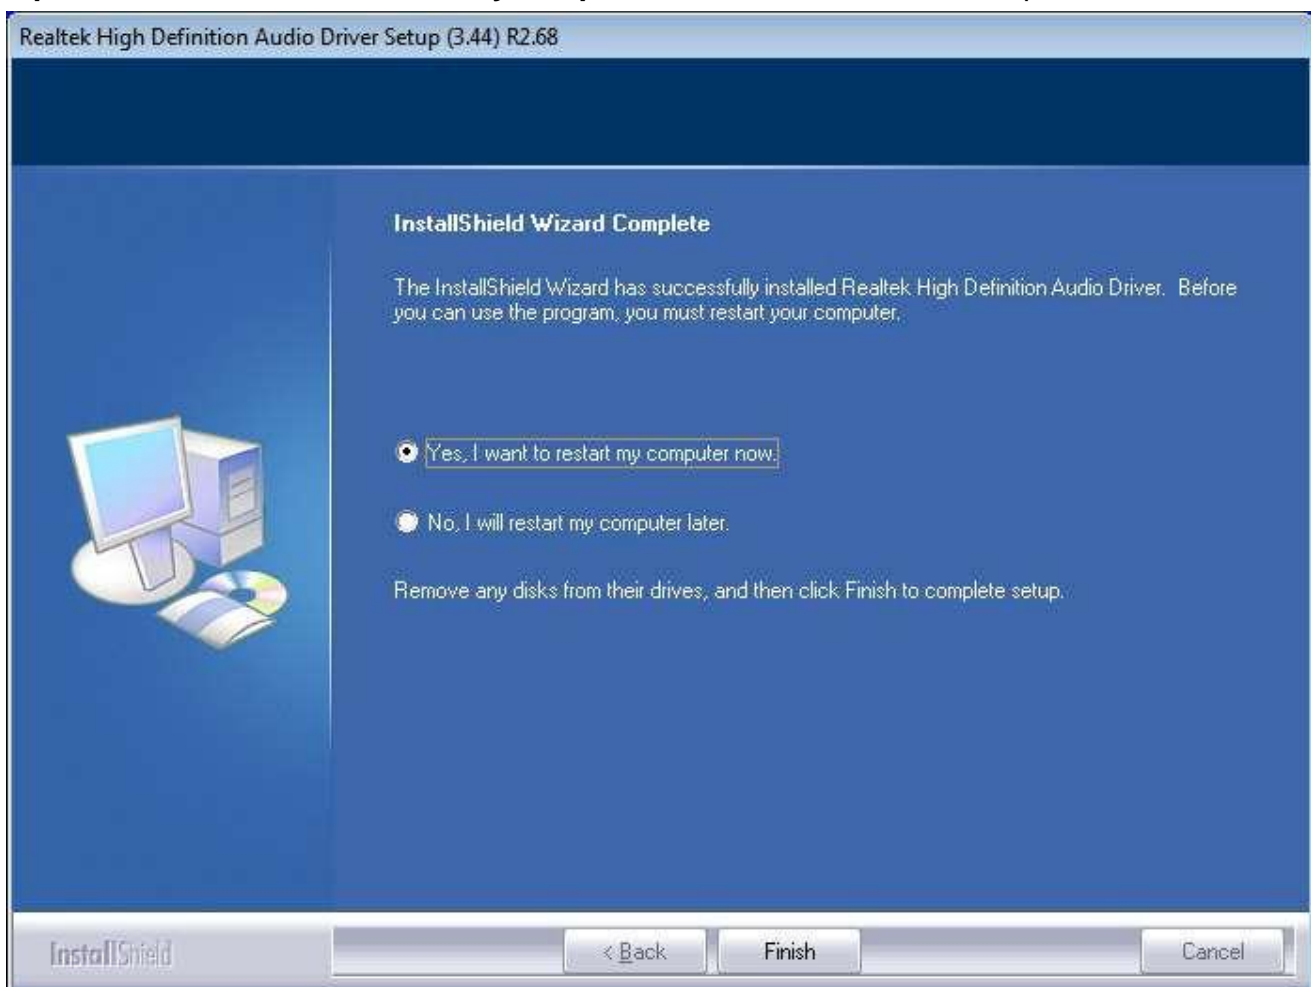 Realtek High Definition Audio Driver Setup (3.44) R2.68
InstallShield Wizard Complete
The InstallShield Wizard has successfully installed Realtek High Definition Audio Driver. Before
you can use the program, you must restart your computer.
Yes, I want to restart my computer now.
No, I will restart my computer later.
Remove any disks from their drives, and then click Finish to complete setup.
InstallShield
< Back
Finish
Cancel